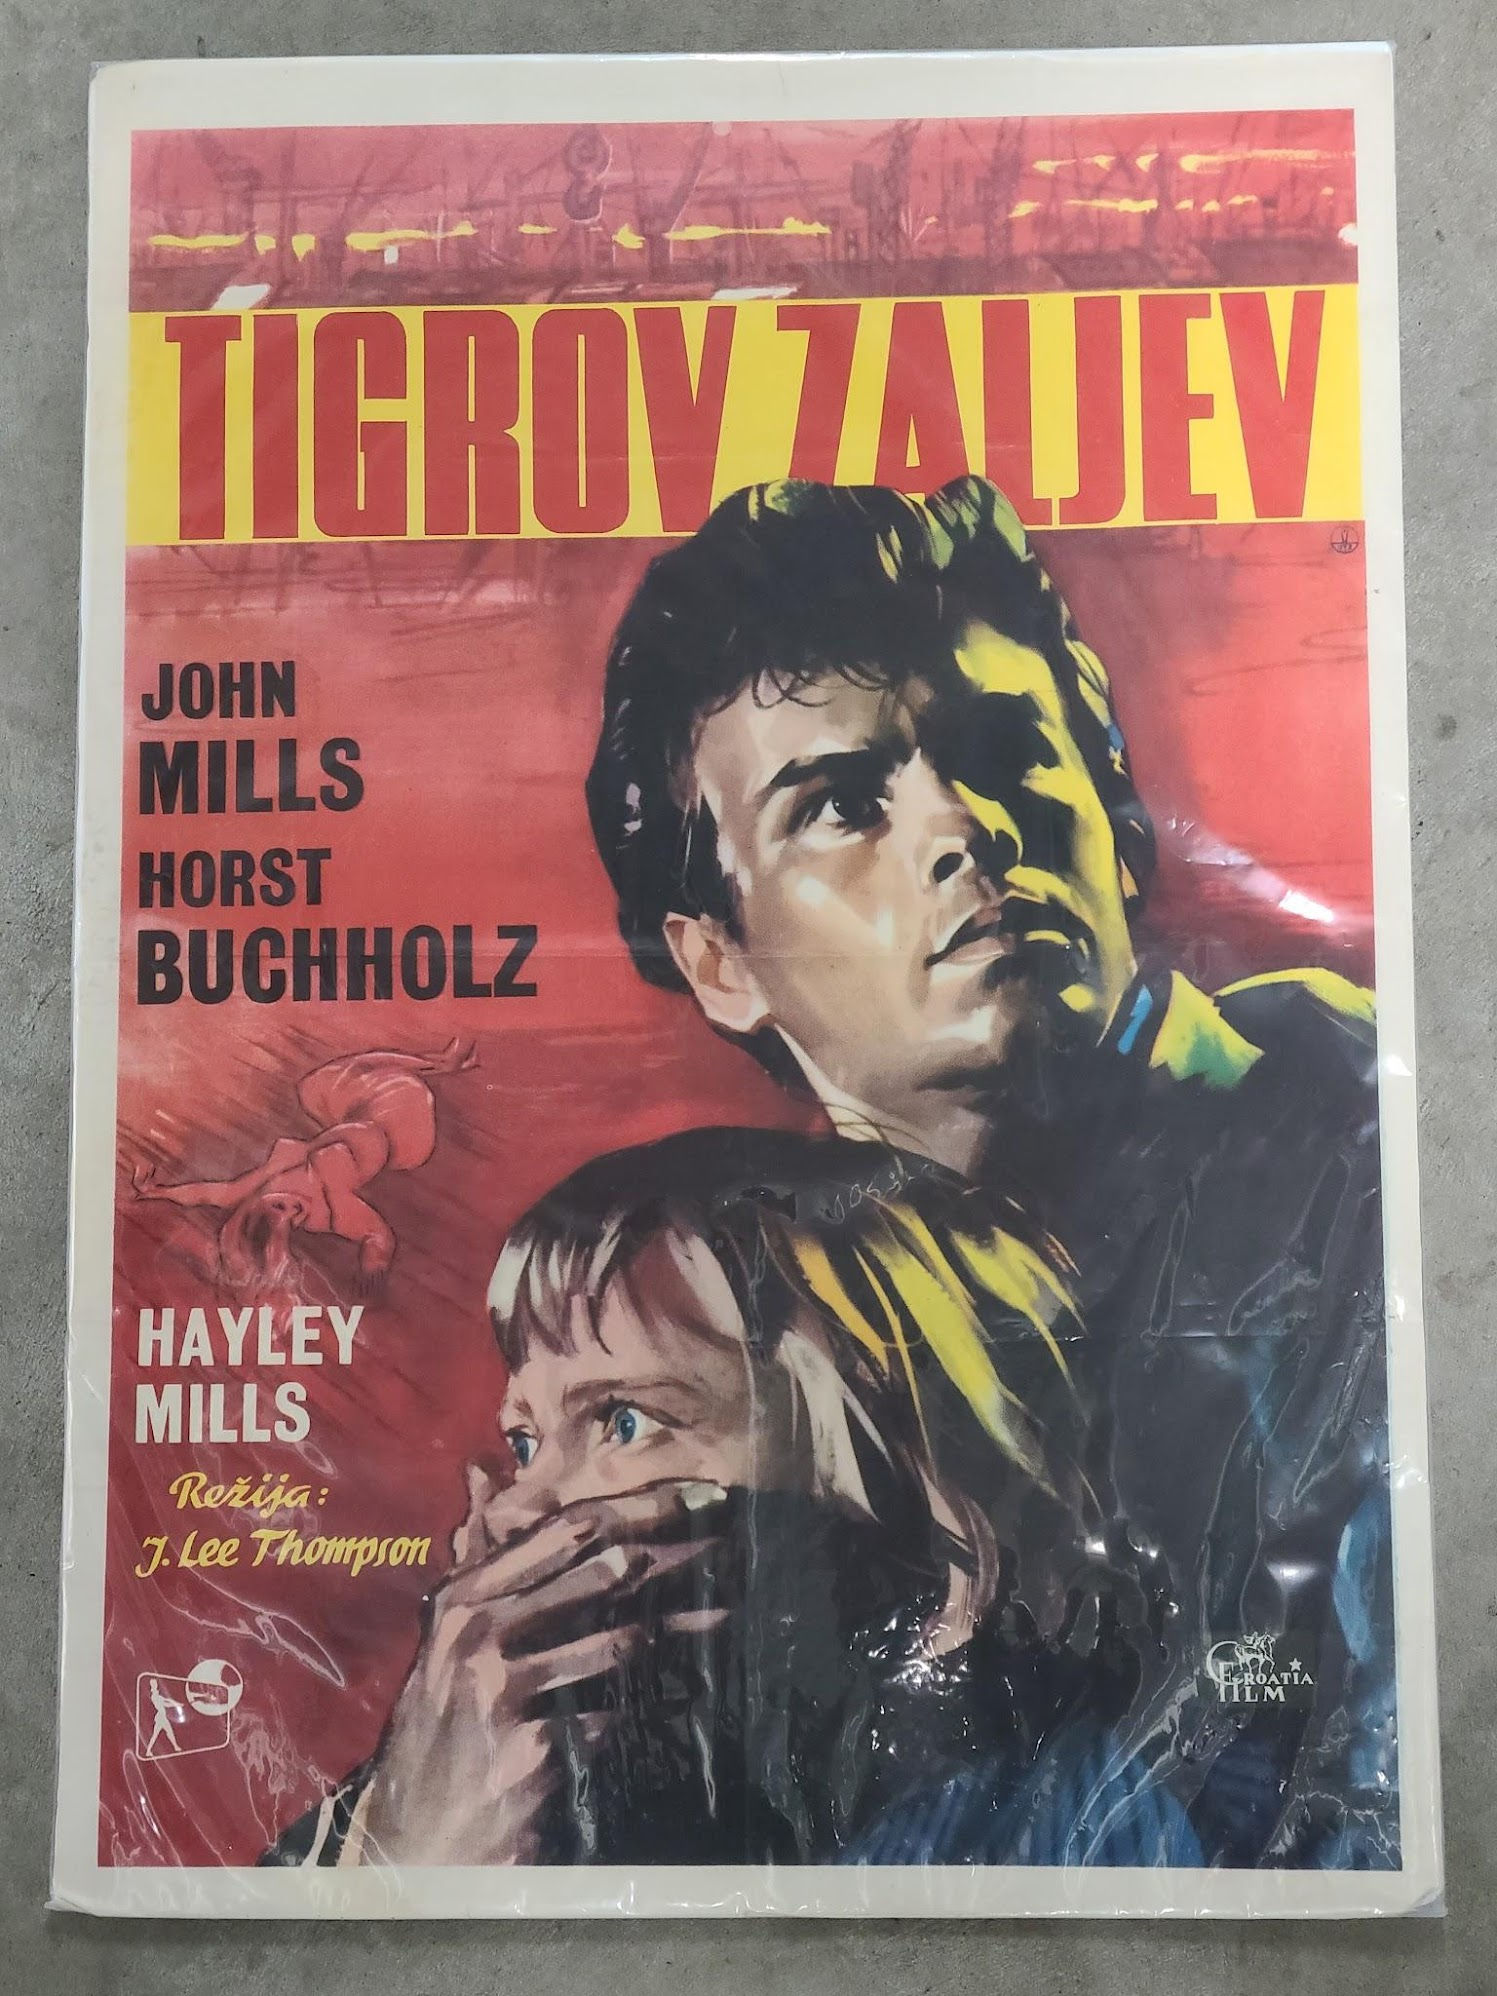 TIGROV ZALJEV
JOHN
MILLS
HORST
BUCHHOLZ
HAYLEY
MILLS
Režija:
J. Lee Thompson
CROATIA
FILM